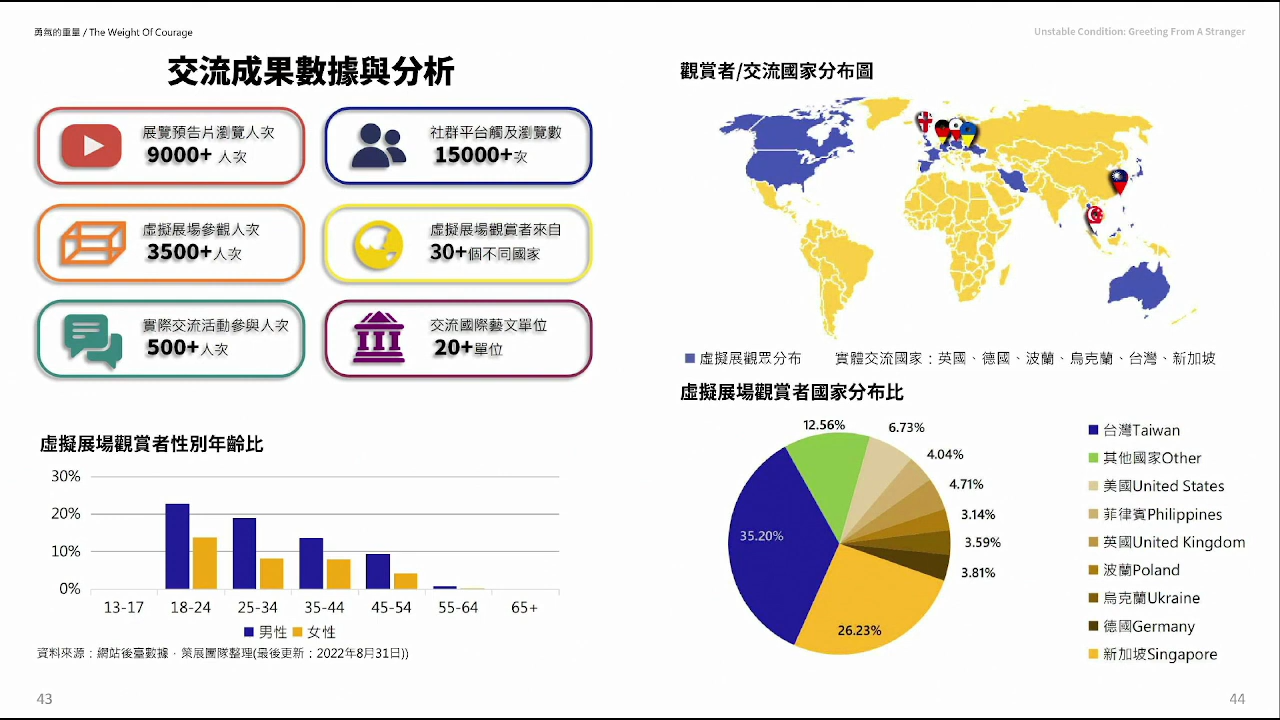 勇氣的重量 / The Weight Of Courage
Unstable Condition: Greeting From A Stranger
交流成果數據與分析
展覽預告片瀏覽人次
9000+ 人次
社群平台觸及瀏覽數
15000+次
虛擬展場參觀人次
3500+人次
虛擬展場觀賞者來自
30+個不同國家
實際交流活動參與人次
500+人次
交流國際藝文單位
20+單位
虛擬展場觀賞者性別年齡比
30%
20%
10%
0%
13-17 18-24 25-34 35-44 45-54 55-64 65+
男性 女性
資料來源：網站後臺數據，策展團隊整理(最後更新：2022年8月31日))
43
觀賞者/交流國家分布圖
虛擬展觀眾分布 實體交流國家：英國、德國、波蘭、烏克蘭、台灣、新加坡
虛擬展場觀賞者國家分布比
12.56%
6.73%
4.04%
4.71%
3.14%
3.59%
3.81%
26.23%
35.20%
台灣Taiwan
其他國家Other
美國United States
菲律賓Philippines
英國United Kingdom
波蘭Poland
烏克蘭Ukraine
德國Germany
新加坡Singapore
44